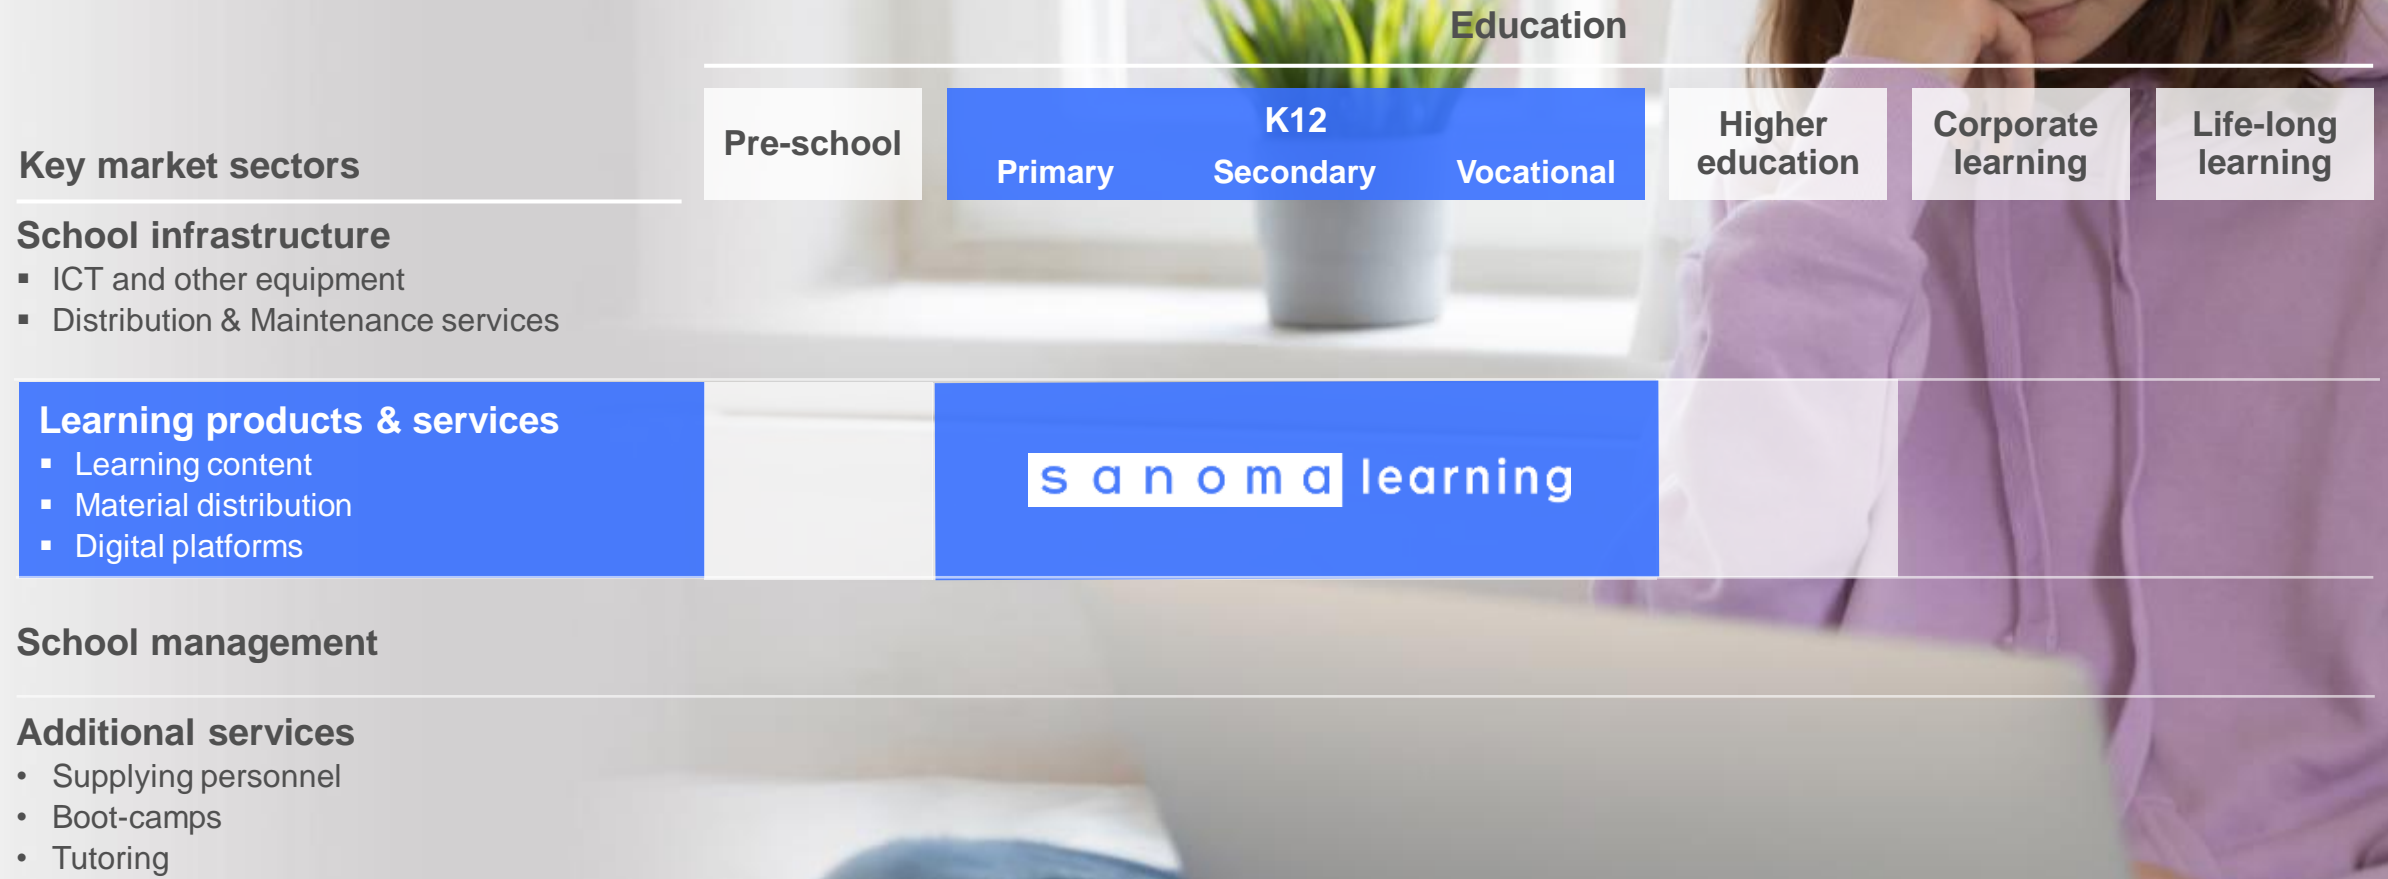 Education
Key market sectors
Pre-school
K12
Primary Secondary Vocational
Higher
education
Corporate
learning
Life-long
learning
School infrastructure
▪ ICT and other equipment
▪ Distribution & Maintenance services
Learning products & services
▪ Learning content
▪ Material distribution
▪ Digital platforms
sanoma learning
School management
Additional services
• Supplying personnel
• Boot-camps
• Tutoring